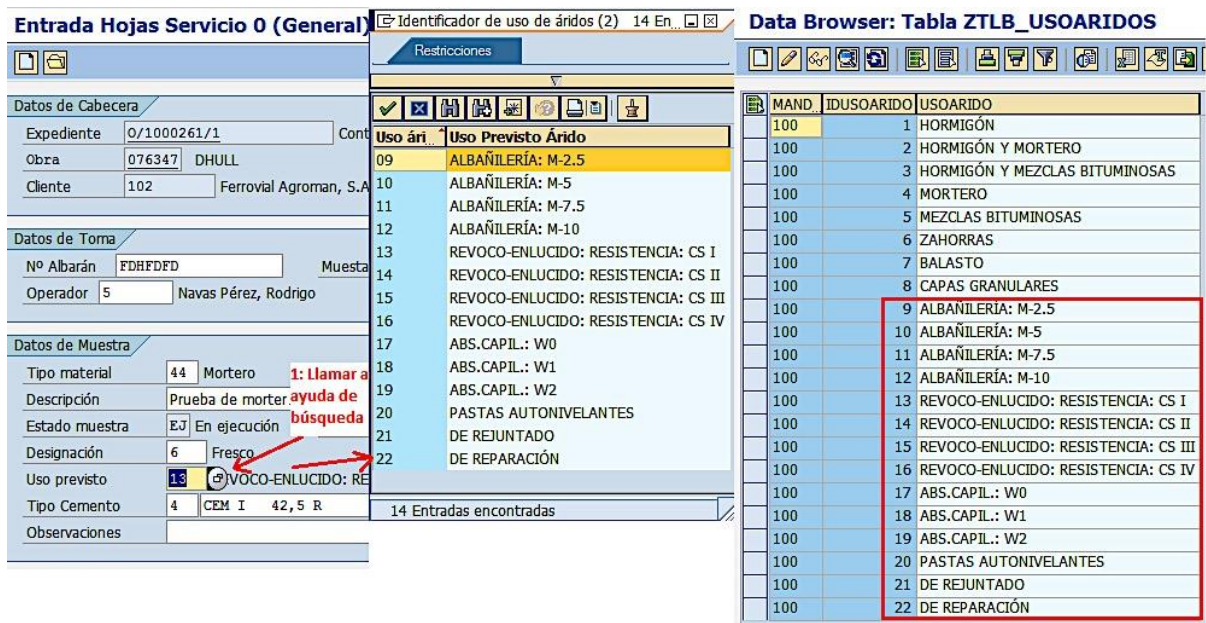 Entrada Hojas Servicio 0 (General)
Datos de Cabecera
Expediente 0/1000261/1 Cont
Obra 076347 DHULL
Cliente 102 Ferrovial Agroman, S.A
Datos de Toma
Nº Albarán FDHFDFD Muesta
Operador 5 Navas Pérez, Rodrigo
Datos de Muestra
Tipo material 44 Mortero
Descripción Prueba de morter
Estado muestra EJ En ejecución
Designación 6 Fresco
Uso previsto 13 EVOCO-ENLUCIDO: RE
Tipo Cemento 4 CEM I 42,5 R
Observaciones
1: Llamar a
ayuda de
búsqueda
Identificador de uso de áridos (2) 14 En
Restricciones
Uso ári.. Uso Previsto Árido
09 ALBAÑILERÍA: M-2.5
10 ALBAÑILERÍA: M-5
11 ALBAÑILERÍA: M-7.5
12 ALBAÑILERÍA: M-10
13 REVOCO-ENLUCIDO: RESISTENCIA: CS I
14 REVOCO-ENLUCIDO: RESISTENCIA: CS II
15 REVOCO-ENLUCIDO: RESISTENCIA: CS III
16 REVOCO-ENLUCIDO: RESISTENCIA: CS IV
17 ABS.CAPIL.: W0
18 ABS.CAPIL.: W1
19 ABS.CAPIL.: W2
20 PASTAS AUTONIVELANTES
21 DE REJUNTADO
22 DE REPARACIÓN
14 Entradas encontradas
Data Browser: Tabla ZTLB_USOARIDOS
MAND.. IDUSOARIDO USOARIDO
100 1 HORMIGÓN
100 2 HORMIGÓN Y MORTERO
100 3 HORMIGÓN Y MEZCLAS BITUMINOSAS
100 4 MORTERO
100 5 MEZCLAS BITUMINOSAS
100 6 ZAHORRAS
100 7 BALASTO
100 8 CAPAS GRANULARES
100 9 ALBAÑILERÍA: M-2.5
100 10 ALBAÑILERÍA: M-5
100 11 ALBAÑILERÍA: M-7.5
100 12 ALBAÑILERÍA: M-10
100 13 REVOCO-ENLUCIDO: RESISTENCIA: CS I
100 14 REVOCO-ENLUCIDO: RESISTENCIA: CS II
100 15 REVOCO-ENLUCIDO: RESISTENCIA: CS III
100 16 REVOCO-ENLUCIDO: RESISTENCIA: CS IV
100 17 ABS.CAPIL.: W0
100 18 ABS.CAPIL.: W1
100 19 ABS.CAPIL.: W2
100 20 PASTAS AUTONIVELANTES
100 21 DE REJUNTADO
100 22 DE REPARACIÓN